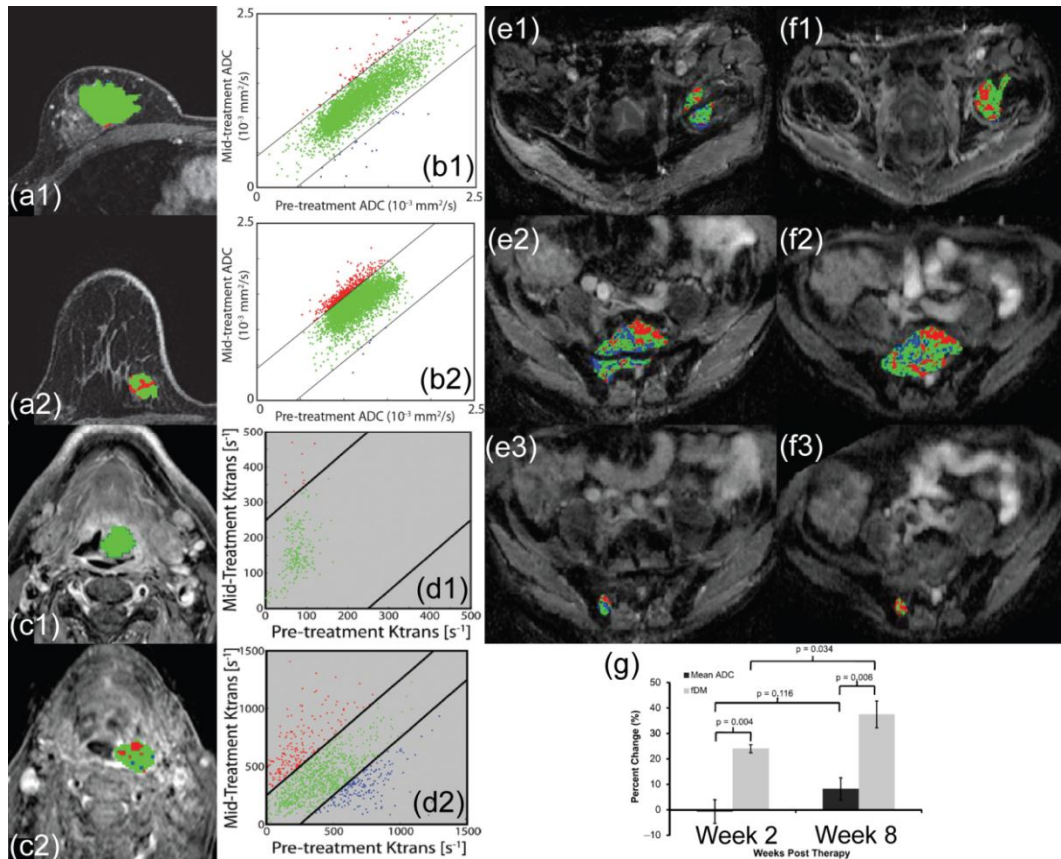 (a1)
2.5
Mid-treatment ADC
(10⁻³ mm²/s)
(b1)
0
0
2.5
Pre-treatment ADC (10⁻³ mm²/s)
(e1)
(f1)
(a2)
2.5
Mid-treatment ADC
(10⁻³ mm²/s)
(b2)
0
0
2.5
Pre-treatment ADC (10⁻³ mm²/s)
(e2)
(f2)
(c1)
500
400
300
200
100
0
Mid-Treatment Ktrans [s⁻¹]
(d1)
0 100 200 300 400 500
Pre-treatment Ktrans [s⁻¹]
(e3)
(f3)
(c2)
1500
1000
500
0
Mid-Treatment Ktrans [s⁻¹]
(d2)
0 500 1000 1500
Pre-treatment Ktrans [s⁻¹]
(g)
Mean ADC
fDM
p = 0.034
p = 0.006
p = 0.116
p = 0.004
50
40
30
20
10
0
–10
Percent Change (%)
Week 2 Week 8
Weeks Post Therapy